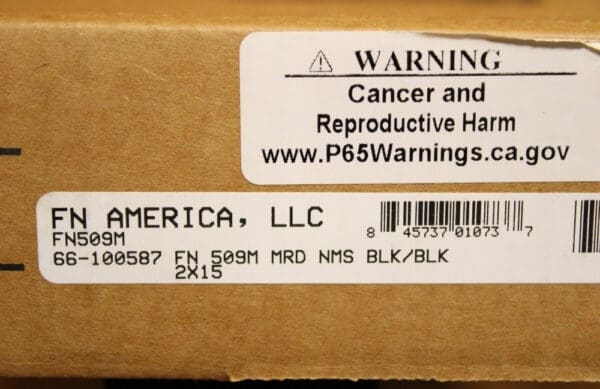 WARNING
Cancer and
Reproductive Harm
www.P65Warnings.ca.gov
FN AMERICA, LLC
FN509M
8 45737 01073 7
66-100587 FN 509M MRD NMS BLK/BLK
2X15